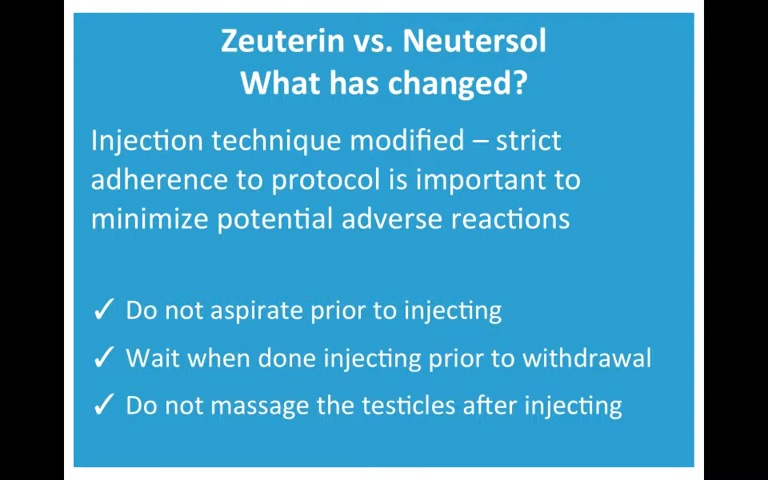 Zeuterin vs. Neutersol
What has changed?
Injection technique modified – strict
adherence to protocol is important to
minimize potential adverse reactions
✓ Do not aspirate prior to injecting
✓ Wait when done injecting prior to withdrawal
✓ Do not massage the testicles after injecting